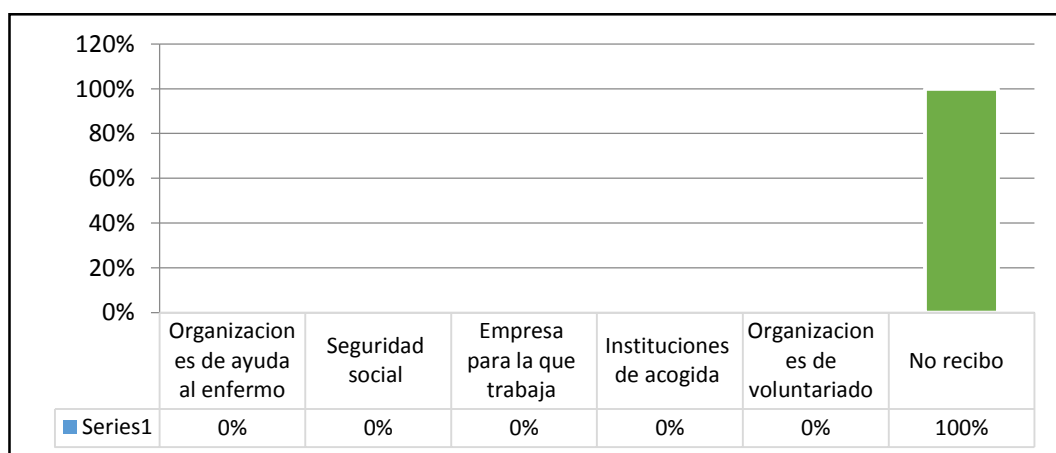 120%
100%
80%
60%
40%
20%
0%
Organizacion
es de ayuda
al enfermo
Seguridad
social
Empresa
para la que
trabaja
Instituciones
de acogida
Organizacion
es de
voluntariado
No recibo
Series1 0% 0% 0% 0% 0% 100%